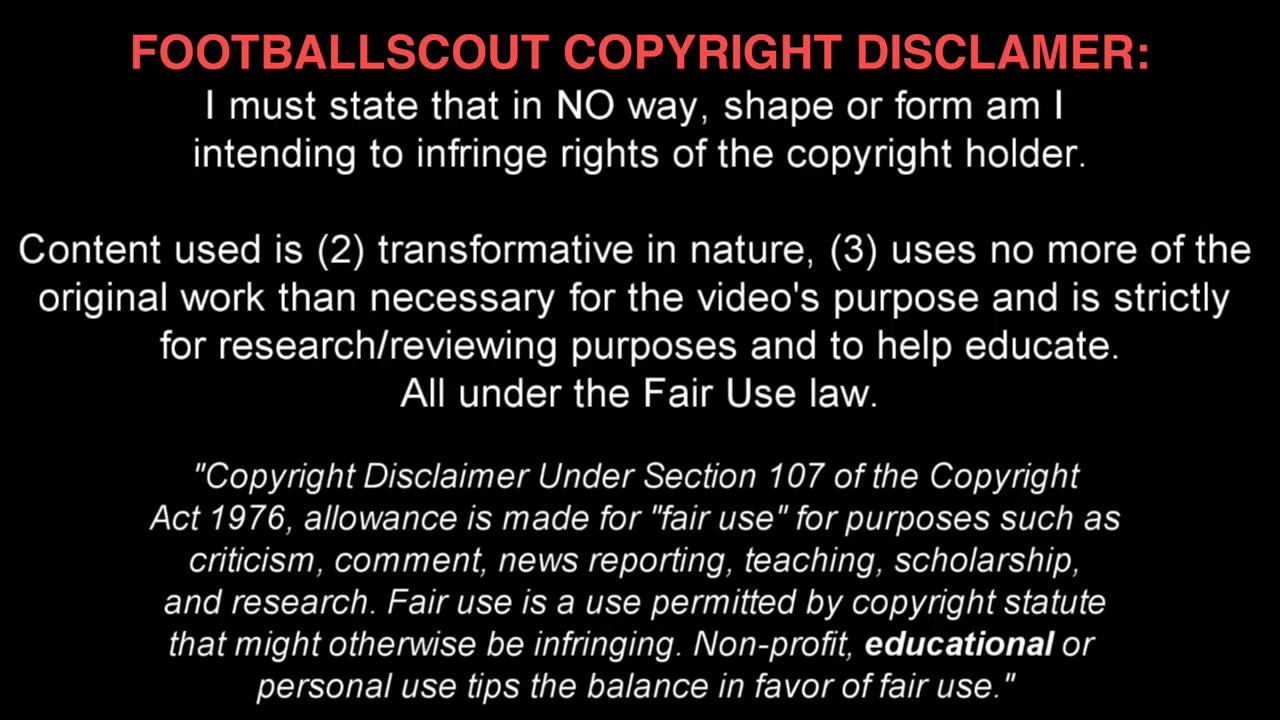 FOOTBALLSCOUT COPYRIGHT DISCLAMER:
I must state that in NO way, shape or form am I
intending to infringe rights of the copyright holder.
Content used is (2) transformative in nature, (3) uses no more of the
original work than necessary for the video's purpose and is strictly
for research/reviewing purposes and to help educate.
All under the Fair Use law.
"Copyright Disclaimer Under Section 107 of the Copyright
Act 1976, allowance is made for "fair use" for purposes such as
criticism, comment, news reporting, teaching, scholarship,
and research. Fair use is a use permitted by copyright statute
that might otherwise be infringing. Non-profit, educational or
personal use tips the balance in favor of fair use."